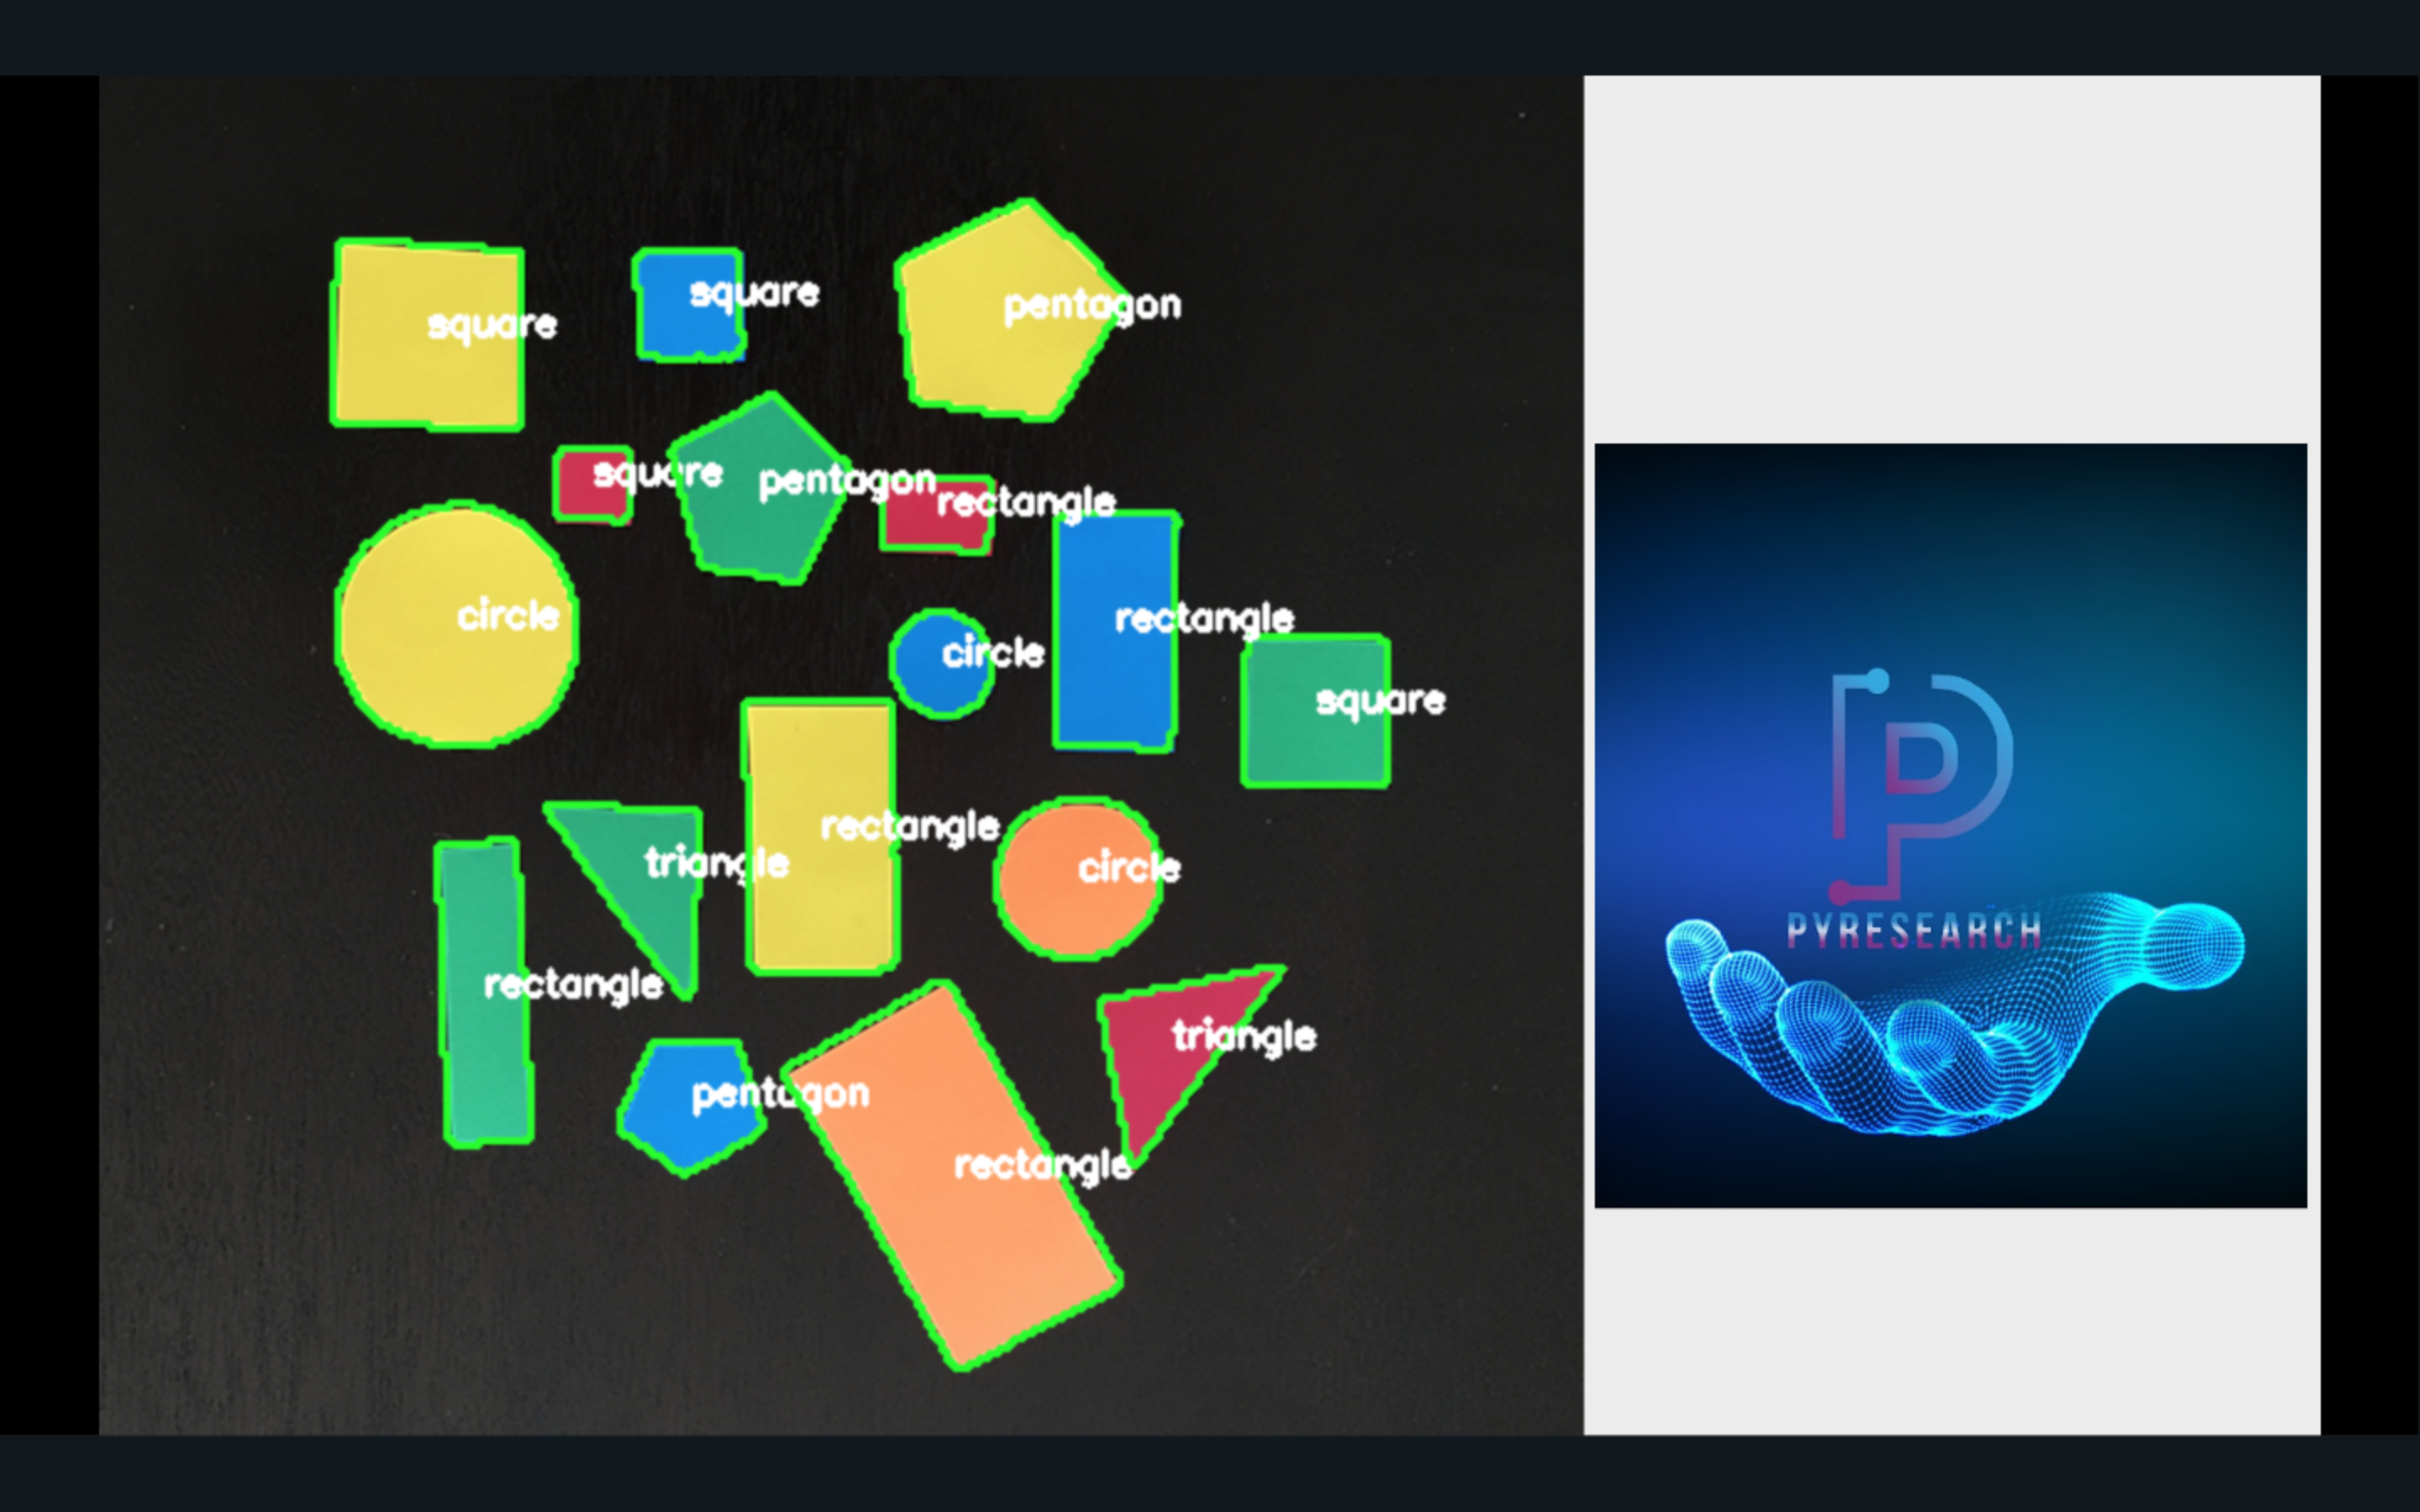 square
square
pentagon
square
pentagon
rectangle
circle
rectangle
circle
square
rectangle
triangle
circle
rectangle
triangle
pentagon
rectangle
PYRESEARCH